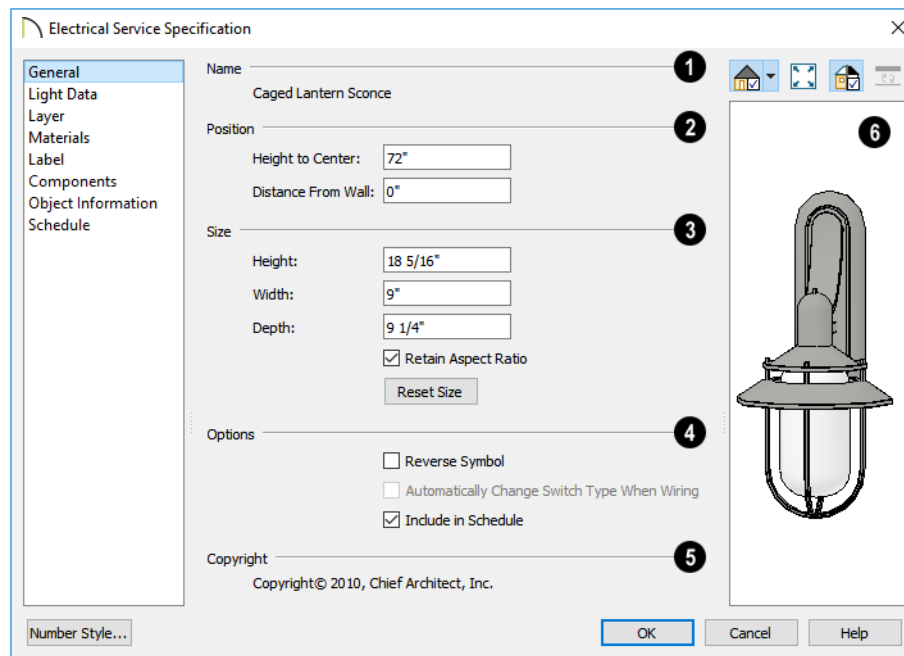 Electrical Service Specification
General
Light Data
Layer
Materials
Label
Components
Object Information
Schedule
Name 1
Caged Lantern Sconce
Position 2
Height to Center: 72"
Distance From Wall: 0"
Size 3
Height: 18 5/16"
Width: 9"
Depth: 9 1/4"
Retain Aspect Ratio
Reset Size
Options 4
Reverse Symbol
Automatically Change Switch Type When Wiring
Include in Schedule
Copyright 5
Copyright© 2010, Chief Architect, Inc.
6
Number Style... OK Cancel Help